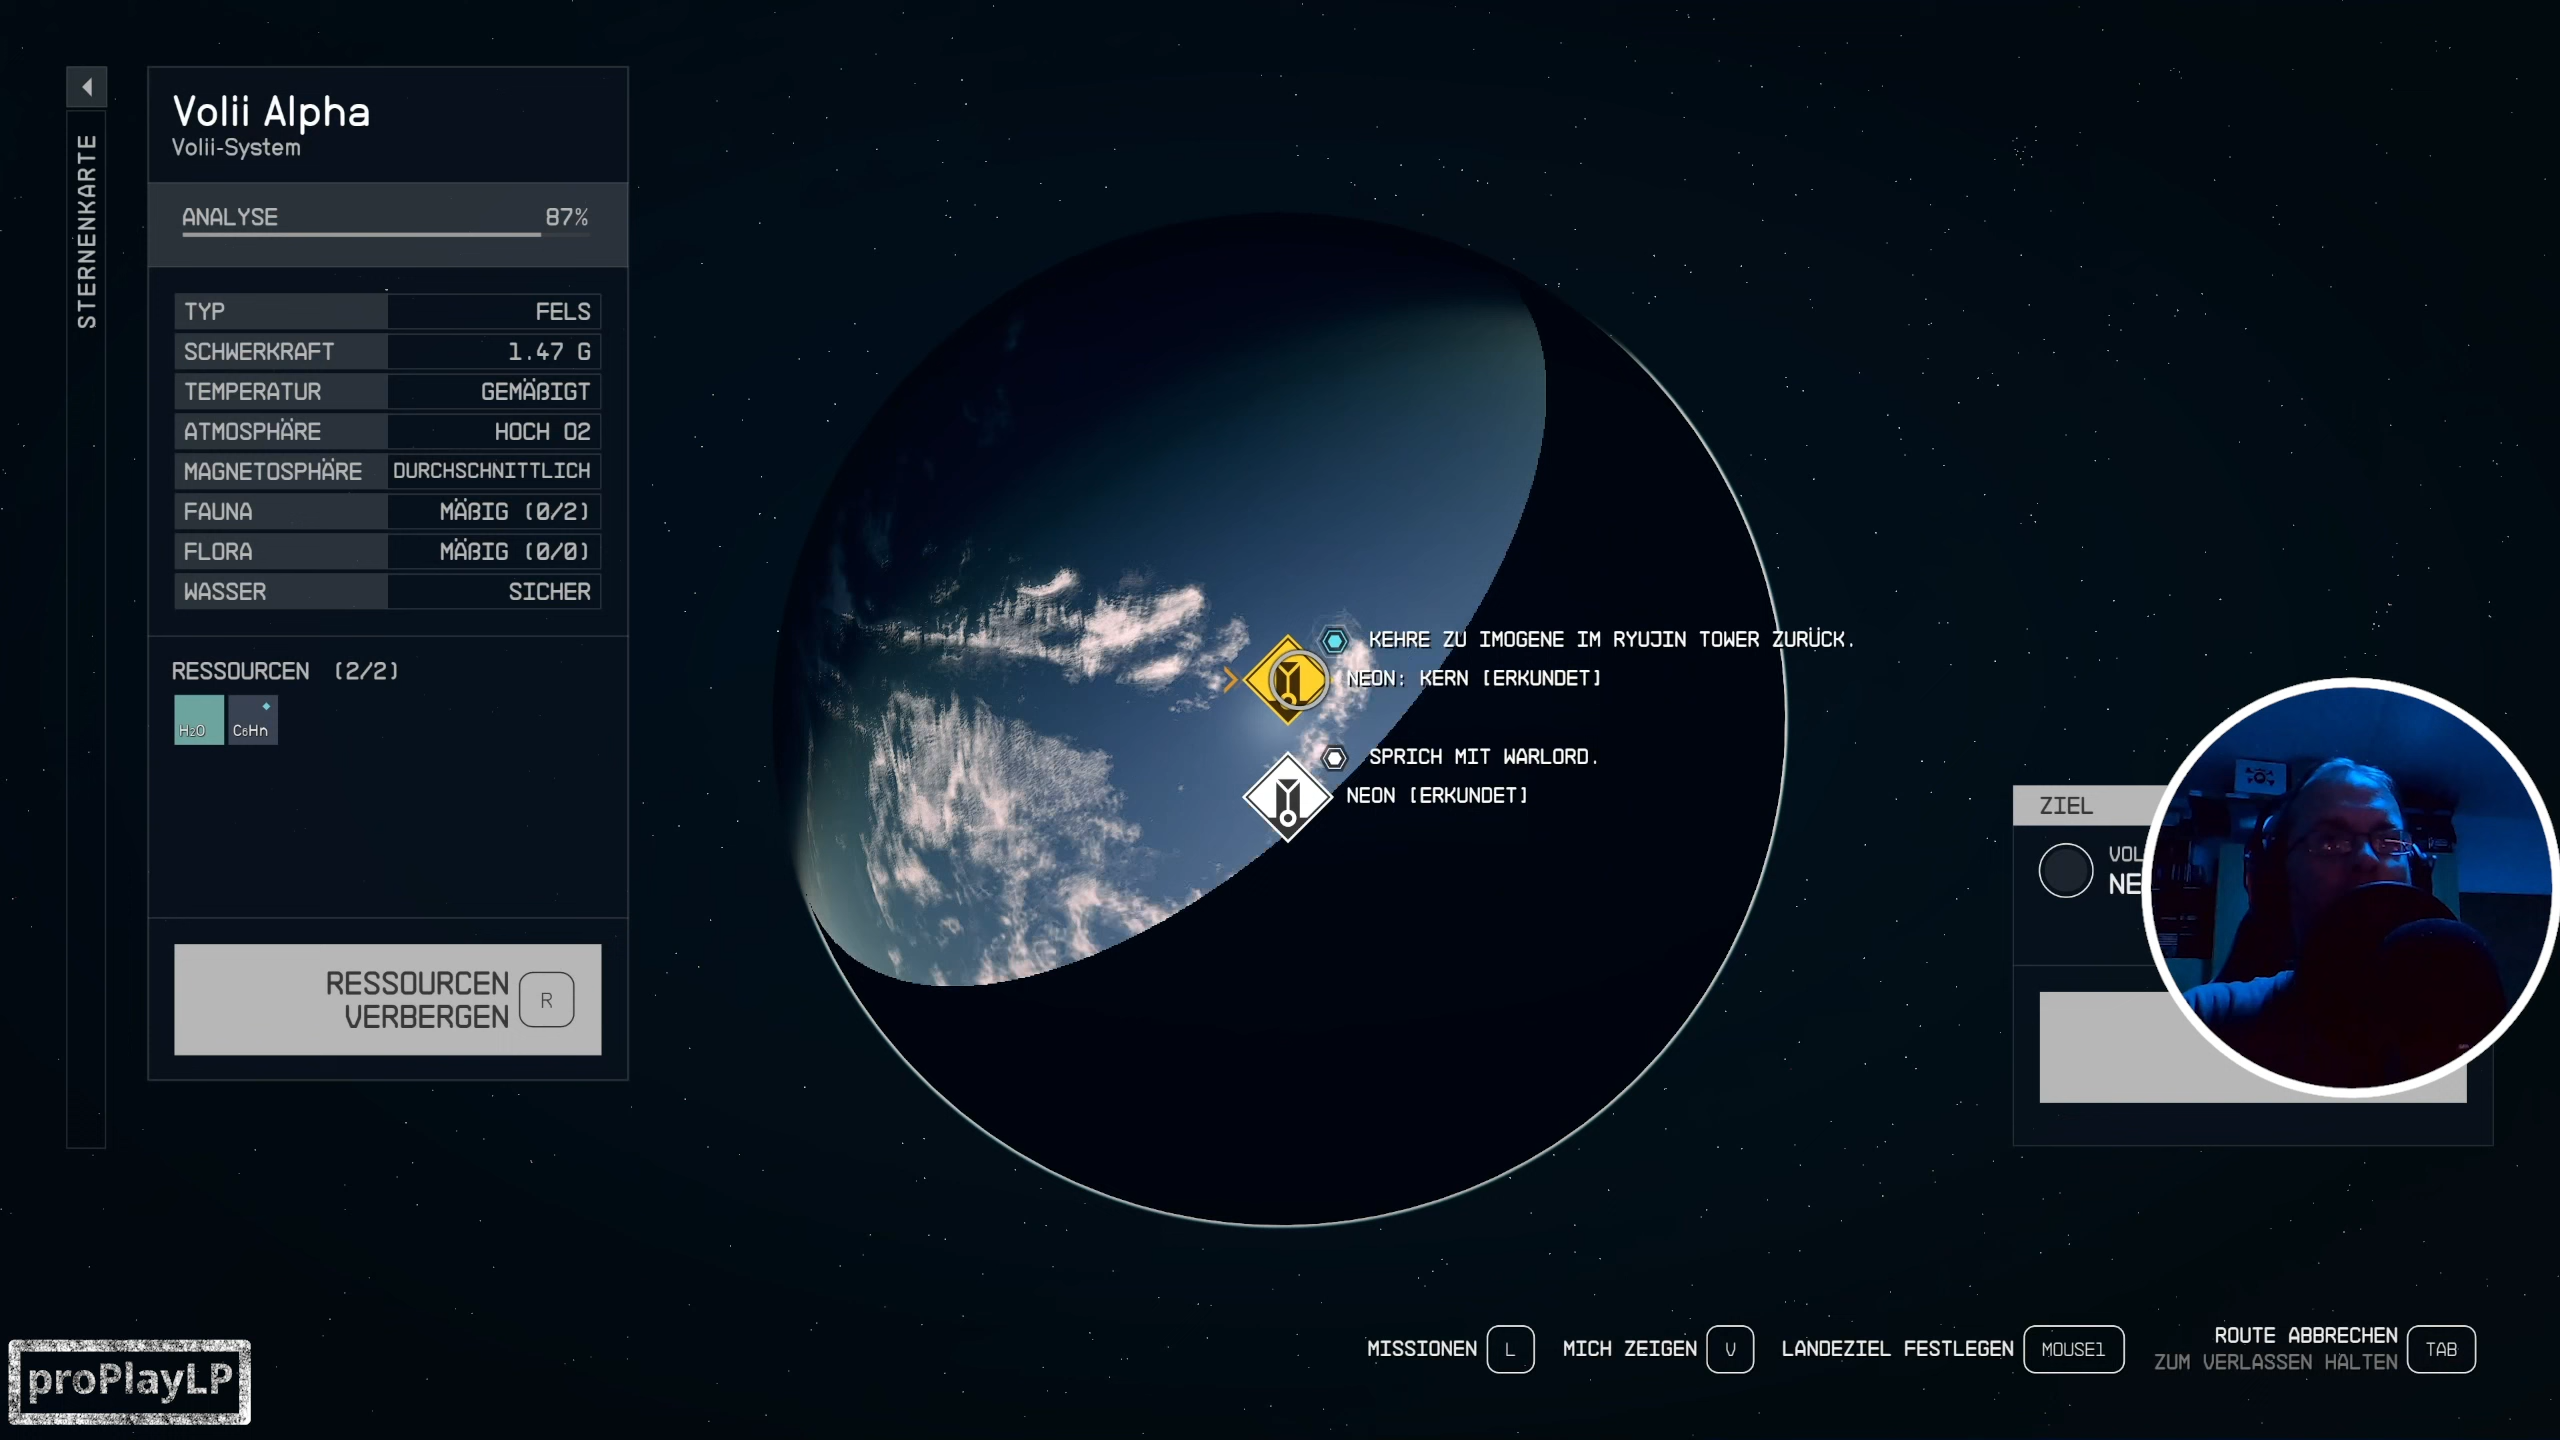 STERNENKARTE
Volii Alpha
Volii-System
ANALYSE 87%
TYP FELS
SCHWERKRAFT 1.47 G
TEMPERATUR GEMÄßIGT
ATMOSPHÄRE HOCH O2
MAGNETOSPHÄRE DURCHSCHNITTLICH
FAUNA MÄßIG (0/2)
FLORA MÄßIG (0/0)
WASSER SICHER
RESSOURCEN (2/2)
H2O C6Hn
RESSOURCEN
VERBERGEN R
KEHRE ZU IMOGENE IM RYUJIN TOWER ZURÜCK.
NEON: KERN [ERKUNDET]
SPRICH MIT WARLORD.
NEON [ERKUNDET]
ZIEL
VOL
NE
MISSIONEN L MICH ZEIGEN V LANDEZIEL FESTLEGEN MOUSE1 ROUTE ABBRECHEN TAB
ZUM VERLASSEN HALTEN
proPlayLP